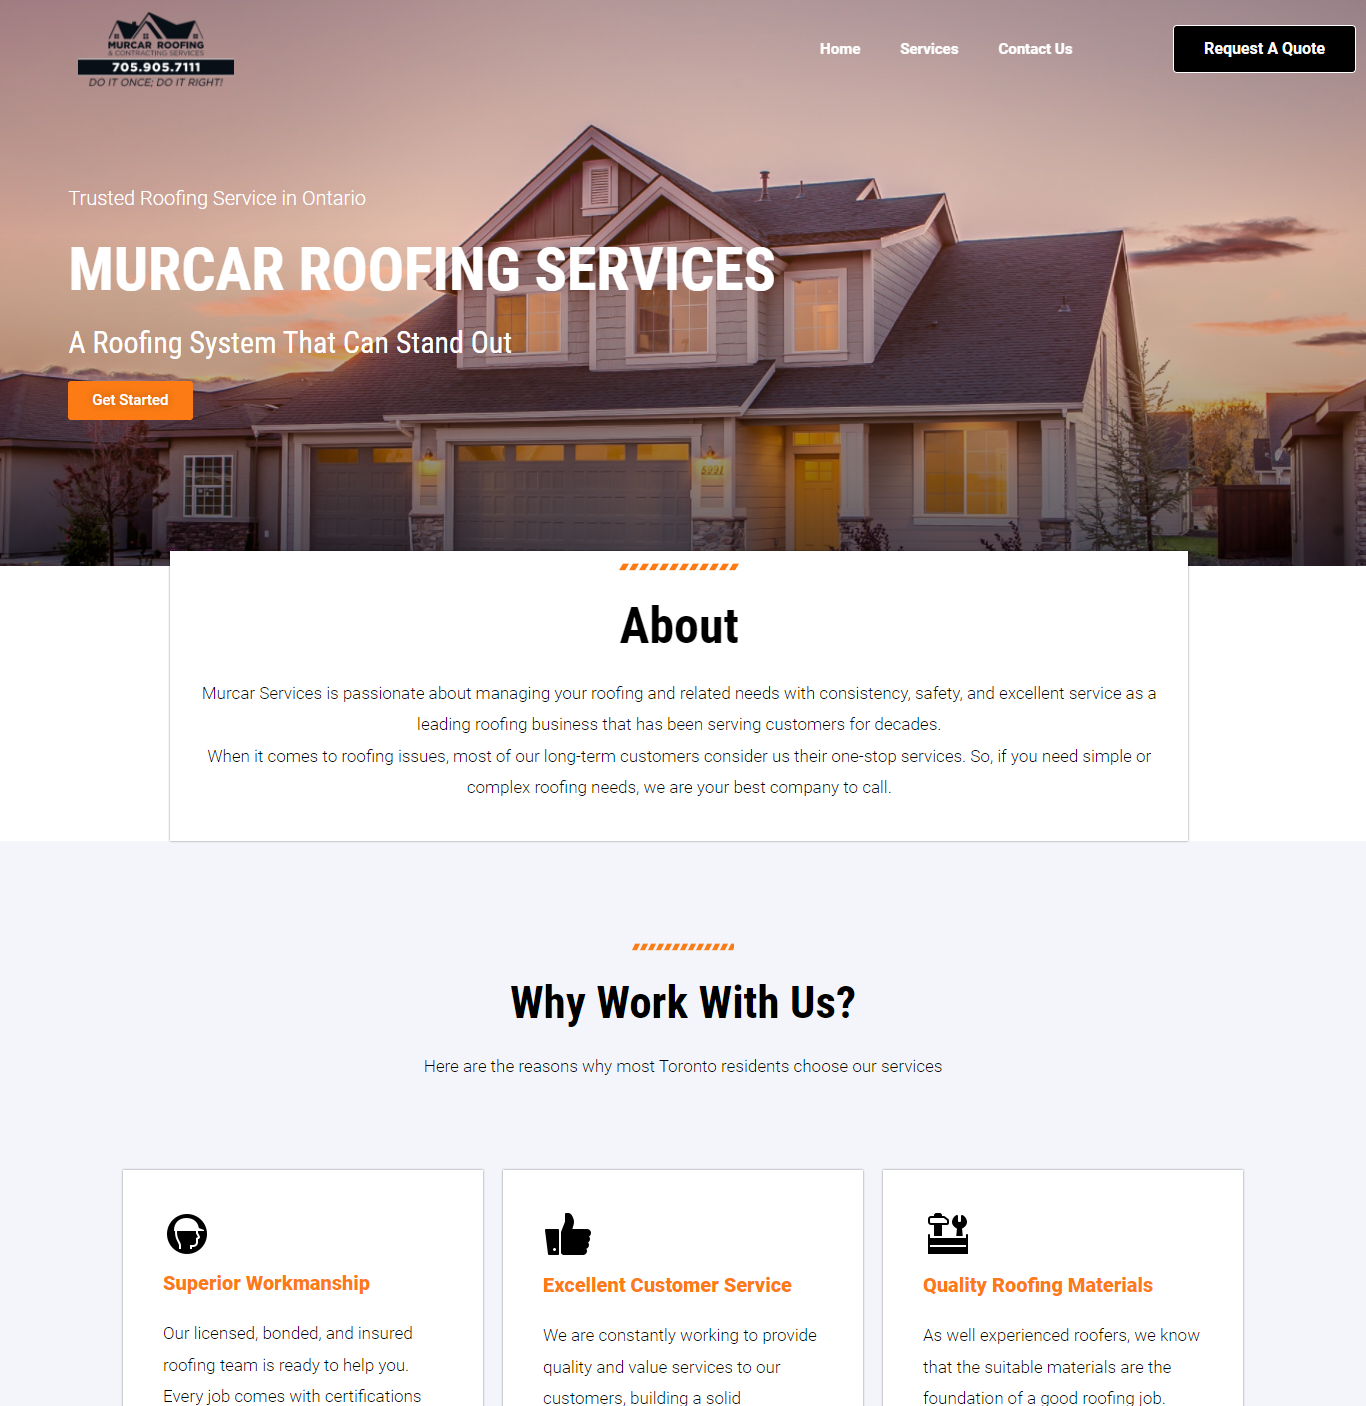 MURCAR ROOFING
& CONTRACTING SERVICES
705.905.7111
DO IT ONCE; DO IT RIGHT!
Home
Services
Contact Us
Request A Quote
Trusted Roofing Service in Ontario
MURCAR ROOFING SERVICES
A Roofing System That Can Stand Out
Get Started
5991
About
Murcar Services is passionate about managing your roofing and related needs with consistency, safety, and excellent service as a
leading roofing business that has been serving customers for decades.
When it comes to roofing issues, most of our long-term customers consider us their one-stop services. So, if you need simple or
complex roofing needs, we are your best company to call.
Why Work With Us?
Here are the reasons why most Toronto residents choose our services
Superior Workmanship
Our licensed, bonded, and insured
roofing team is ready to help you.
Every job comes with certifications
Excellent Customer Service
We are constantly working to provide
quality and value services to our
customers, building a solid
Quality Roofing Materials
As well experienced roofers, we know
that the suitable materials are the
foundation of a good roofing job.